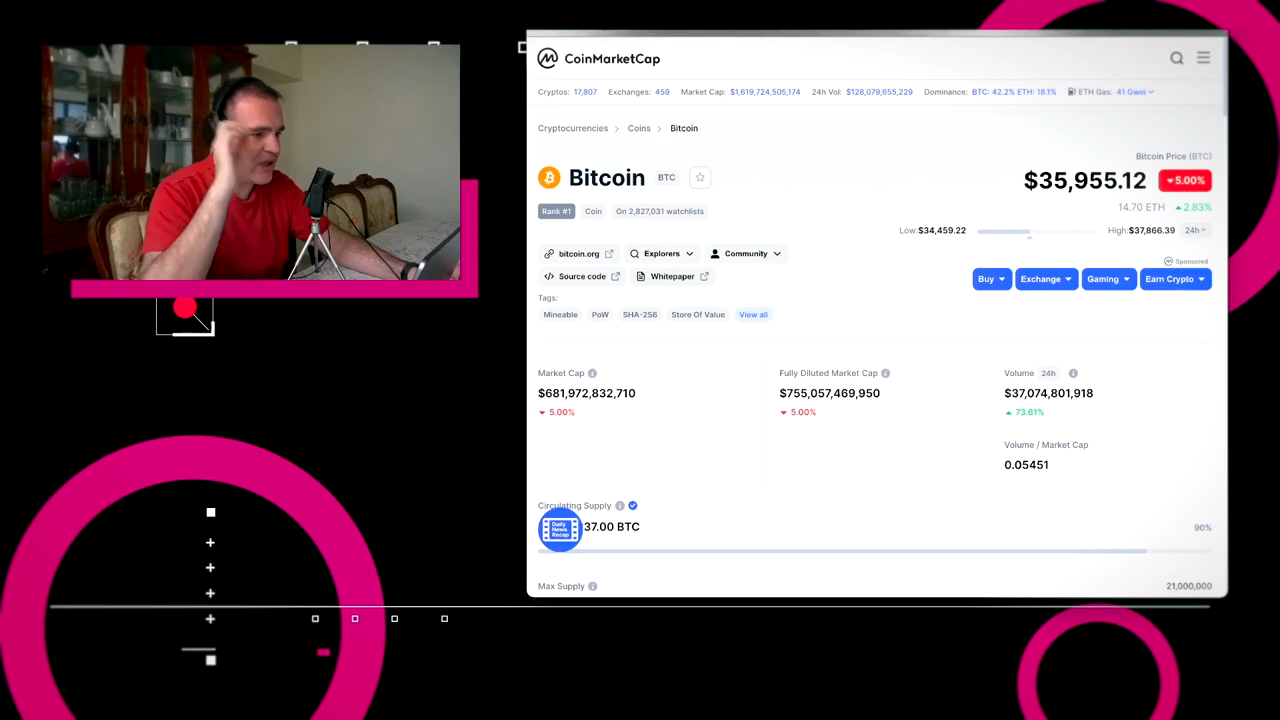 CoinMarketCap
Cryptos: 17,807 Exchanges: 459 Market Cap: $1,619,724,505,174 24h Vol: $128,079,655,229 Dominance: BTC: 42.2% ETH: 18.1% ETH Gas: 41 Gwei
Cryptocurrencies > Coins > Bitcoin
Bitcoin Price (BTC)
Bitcoin BTC
$35,955.12 5.00%
14.70 ETH 2.83%
Rank #1 Coin On 2,827,031 watchlists
Low:$34,459.22 High:$37,866.39 24h
bitcoin.org Explorers Community
Sponsored
Source code Whitepaper
Buy Exchange Gaming Earn Crypto
Tags:
Mineable PoW SHA-256 Store Of Value View all
Market Cap Fully Diluted Market Cap Volume 24h
$681,972,832,710 $755,057,469,950 $37,074,801,918
5.00% 5.00% 73.61%
Volume / Market Cap
0.05451
Circulating Supply
37.00 BTC 90%
Daily
News
Recap
Max Supply 21,000,000